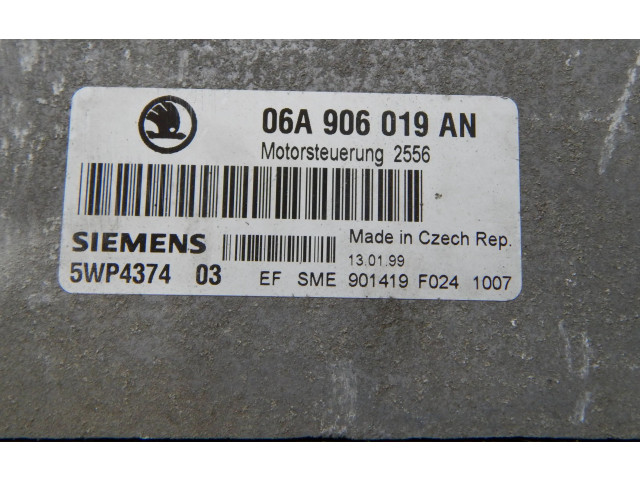 06A 906 019 AN
Motorsteuerung 2556
SIEMENS
Made in Czech Rep.
13.01.99
5WP4374 03 EF SME 901419 F024 1007